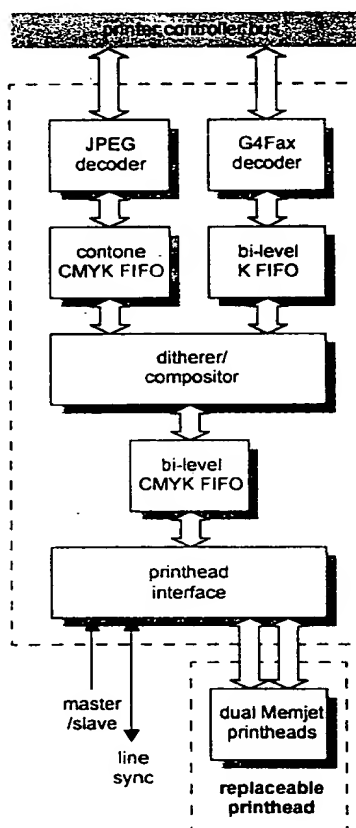 printer controller bus
JPEG
decoder
G4Fax
decoder
contone
CMYK FIFO
bi-level
K FIFO
ditherer/
compositor
bi-level
CMYK FIFO
printhead
interface
master
/slave
line
sync
dual Memjet
printheads
replaceable
printhead